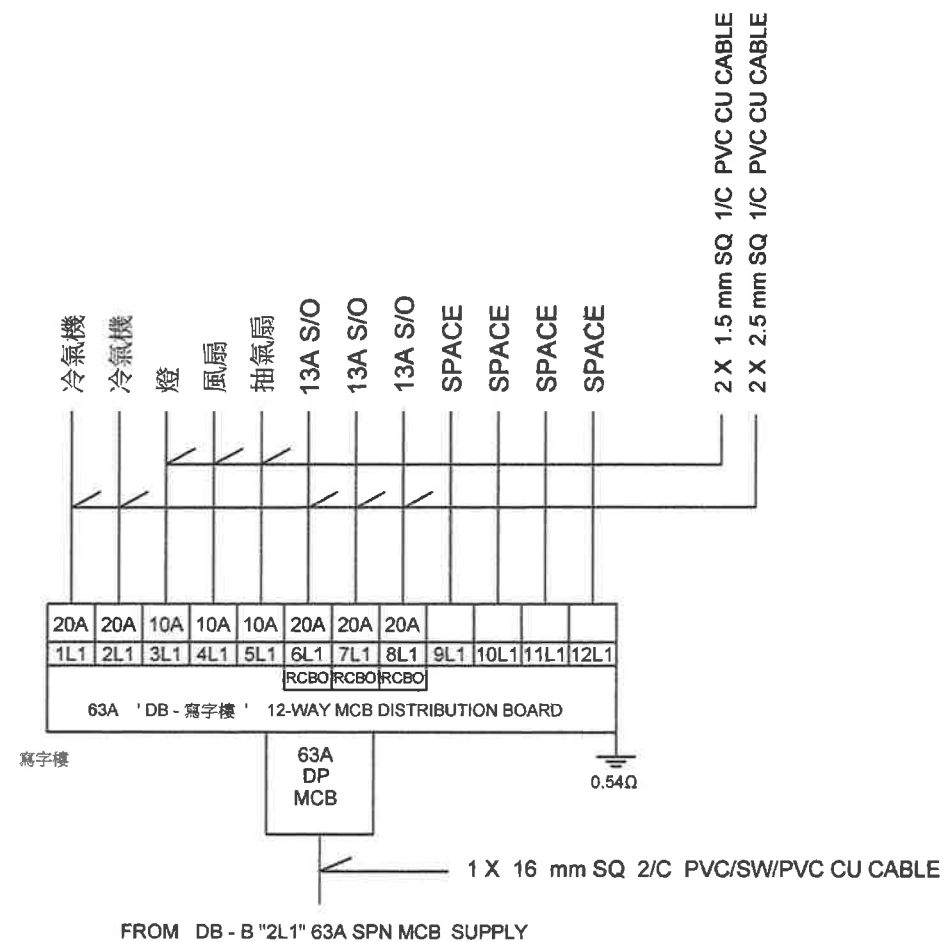 2 X 1.5 mm SQ 1/C PVC CU CABLE
2 X 2.5 mm SQ 1/C PVC CU CABLE
冷氣機
冷氣機
燈
風扇
抽氣扇
13A S/O
13A S/O
13A S/O
SPACE
SPACE
SPACE
SPACE
20A 20A 10A 10A 10A 20A 20A 20A
1L1 2L1 3L1 4L1 5L1 6L1 7L1 8L1 9L1 10L1 11L1 12L1
RCBO RCBO RCBO
63A ' DB - 寫字樓 ' 12-WAY MCB DISTRIBUTION BOARD
寫字樓
63A
DP
MCB
0.54Ω
1 X 16 mm SQ 2/C PVC/SW/PVC CU CABLE
FROM DB - B "2L1" 63A SPN MCB SUPPLY